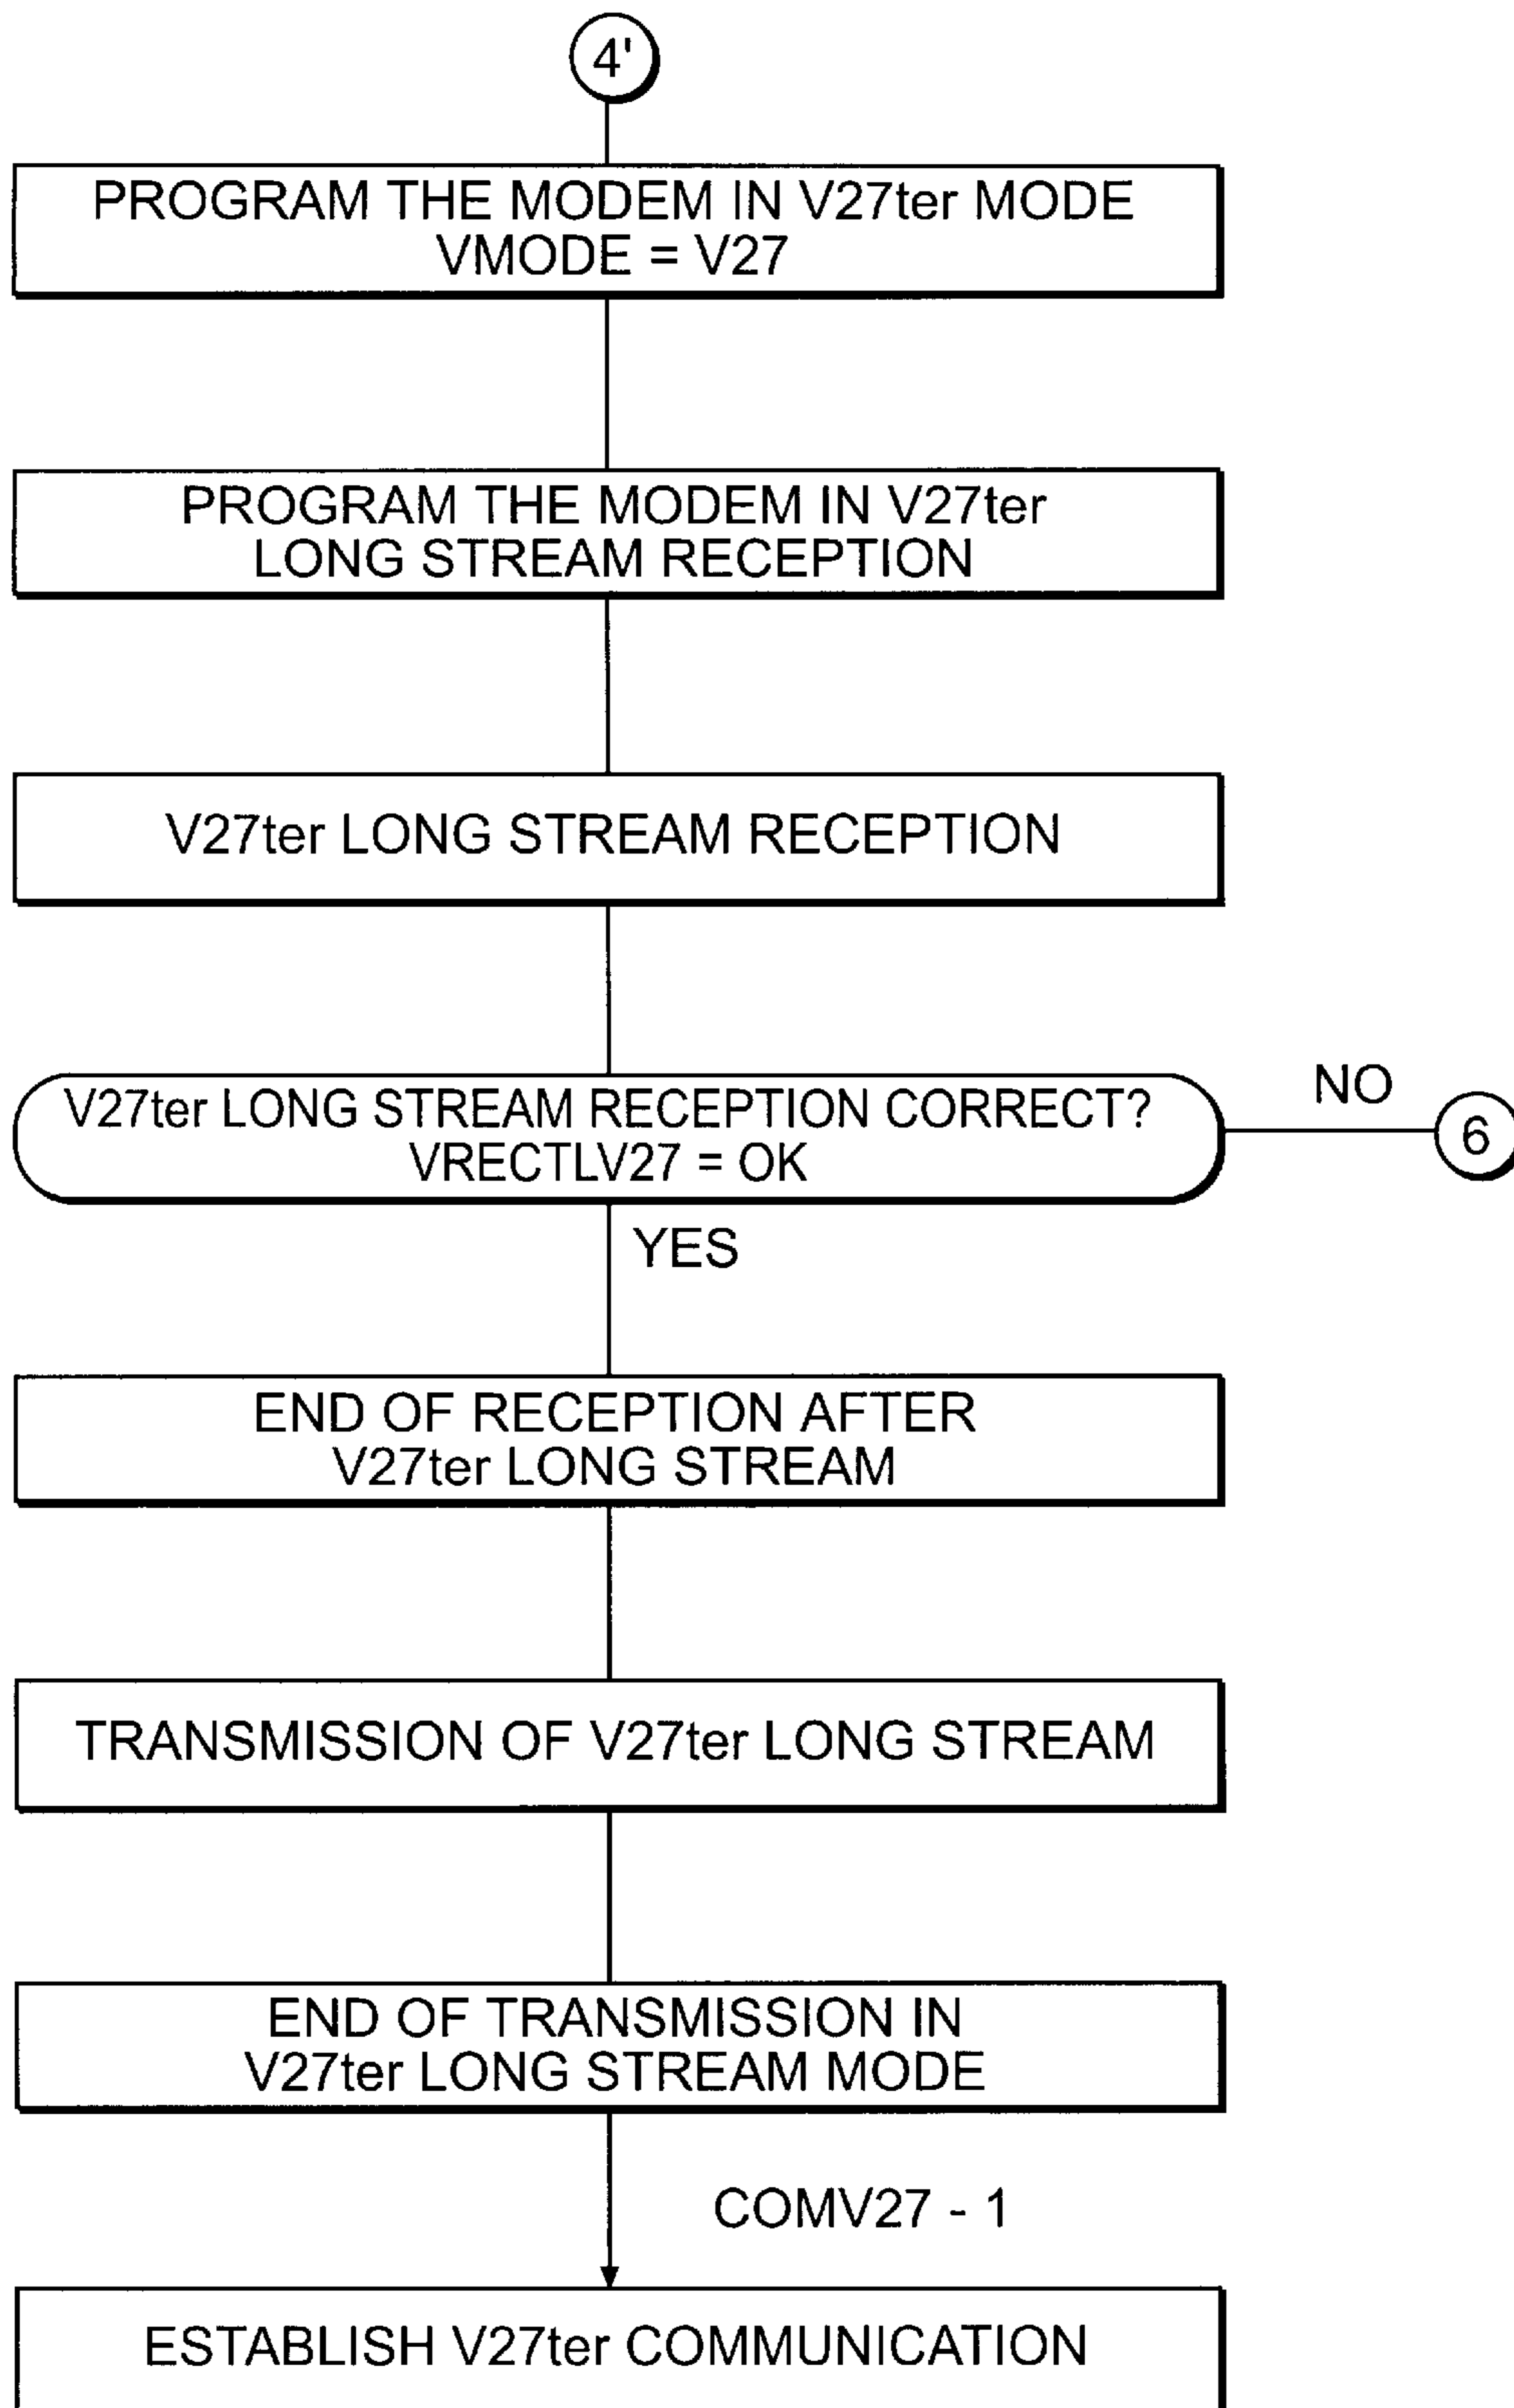 4'
PROGRAM THE MODEM IN V27ter MODE
VMODE = V27
PROGRAM THE MODEM IN V27ter
LONG STREAM RECEPTION
V27ter LONG STREAM RECEPTION
V27ter LONG STREAM RECEPTION CORRECT?
VRECTLV27 = OK
NO
6
YES
END OF RECEPTION AFTER
V27ter LONG STREAM
TRANSMISSION OF V27ter LONG STREAM
END OF TRANSMISSION IN
V27ter LONG STREAM MODE
COMV27 - 1
ESTABLISH V27ter COMMUNICATION